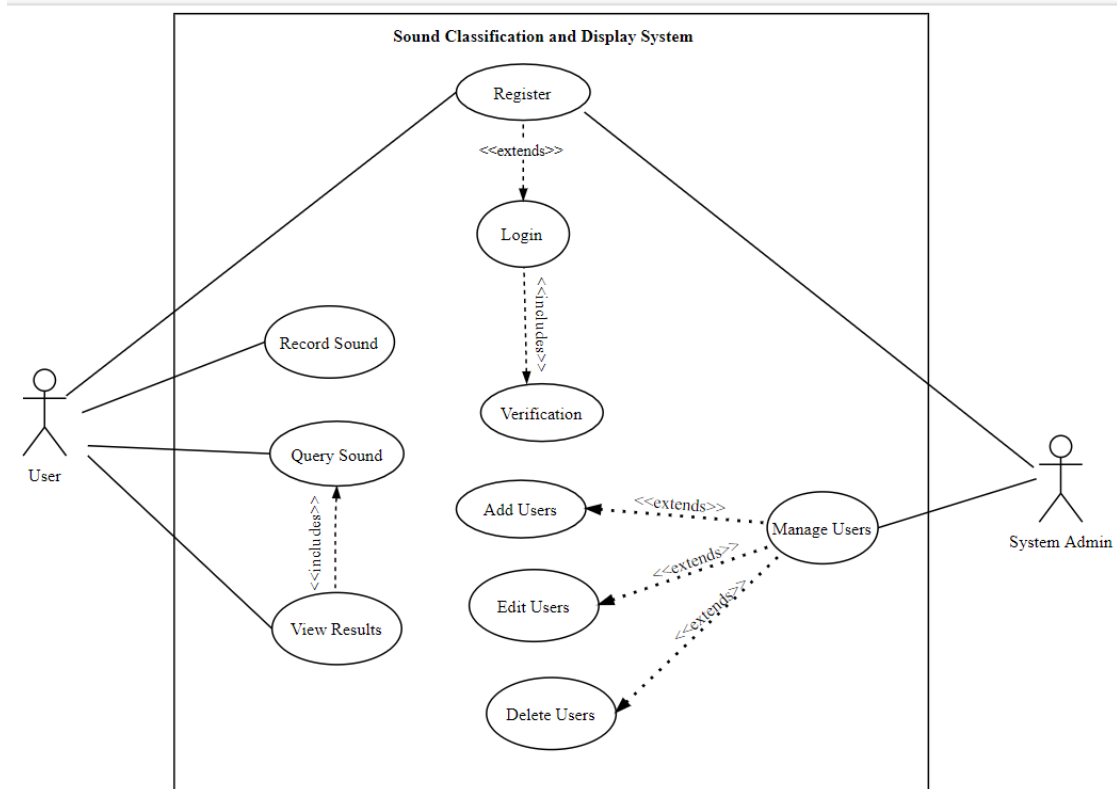 Sound Classification and Display System
Register
<<extends>>
Login
<<includes>>
Record Sound
Verification
User
Query Sound
<<includes>>
View Results
Add Users
<<extends>>
Manage Users
System Admin
<<extends>>
Edit Users
<<extends>>
Delete Users